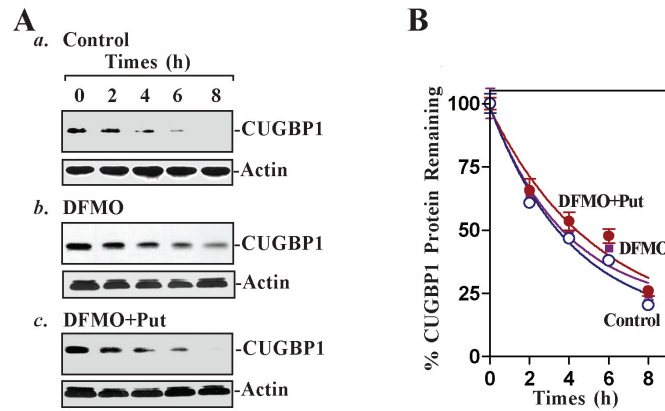 A
a. Control
Times (h)
0 2 4 6 8
-CUGBP1
-Actin
b. DFMO
-CUGBP1
-Actin
c. DFMO+Put
-CUGBP1
-Actin
B
% CUGBP1 Protein Remaining
100
75
50
25
0
DFMO+Put
DFMO
Control
0 2 4 6 8
Times (h)